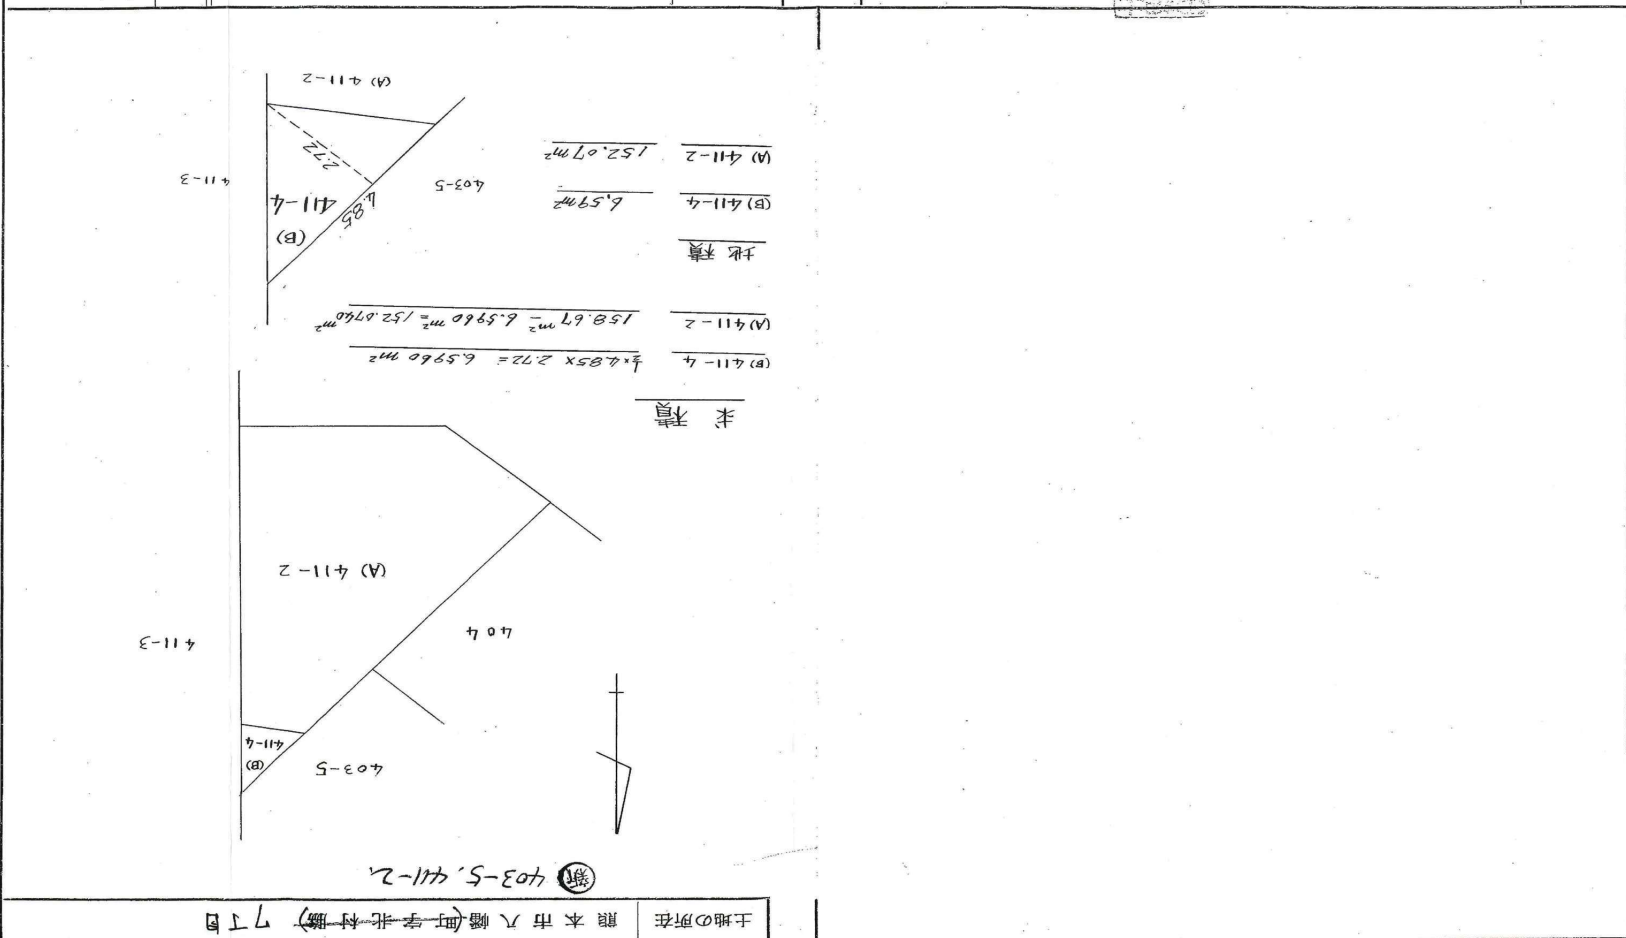 土地の所在 熊本市八幡(町字北村脇)7丁目
新 403-5, 411-2
403-5
(B)
411-4
404
411-3
(A) 411-2
求積
(B) 411-4 ½×4.85×2.72= 6.5960 m²
(A) 411-2 158.67 m² - 6.5960 m² = 152.0740 m²
地積
(B) 411-4 6.59 m²
(A) 411-2 152.07 m²
(B)
411-4
4.85
403-5
411-3
2.72
(A) 411-2